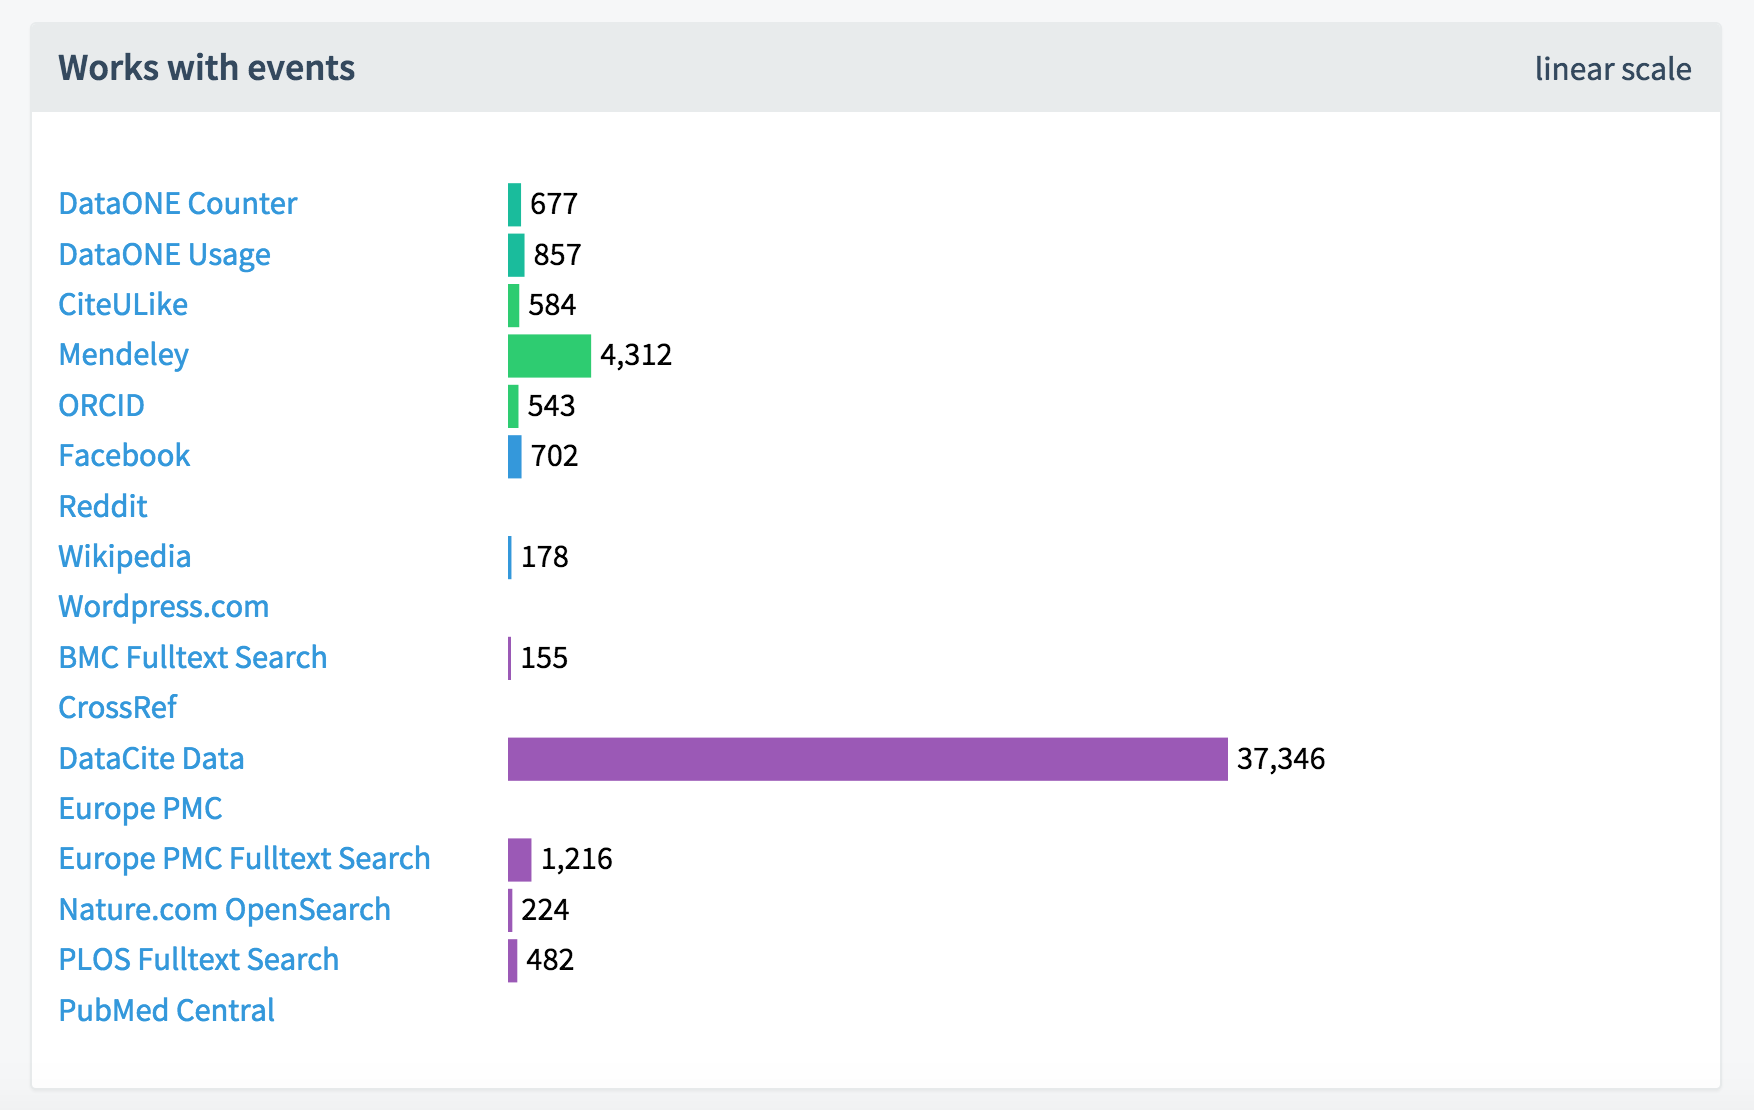 Works with events
linear scale
DataONE Counter 677
DataONE Usage 857
CiteULike 584
Mendeley 4,312
ORCID 543
Facebook 702
Reddit
Wikipedia 178
Wordpress.com
BMC Fulltext Search 155
CrossRef
DataCite Data 37,346
Europe PMC
Europe PMC Fulltext Search 1,216
Nature.com OpenSearch 224
PLOS Fulltext Search 482
PubMed Central